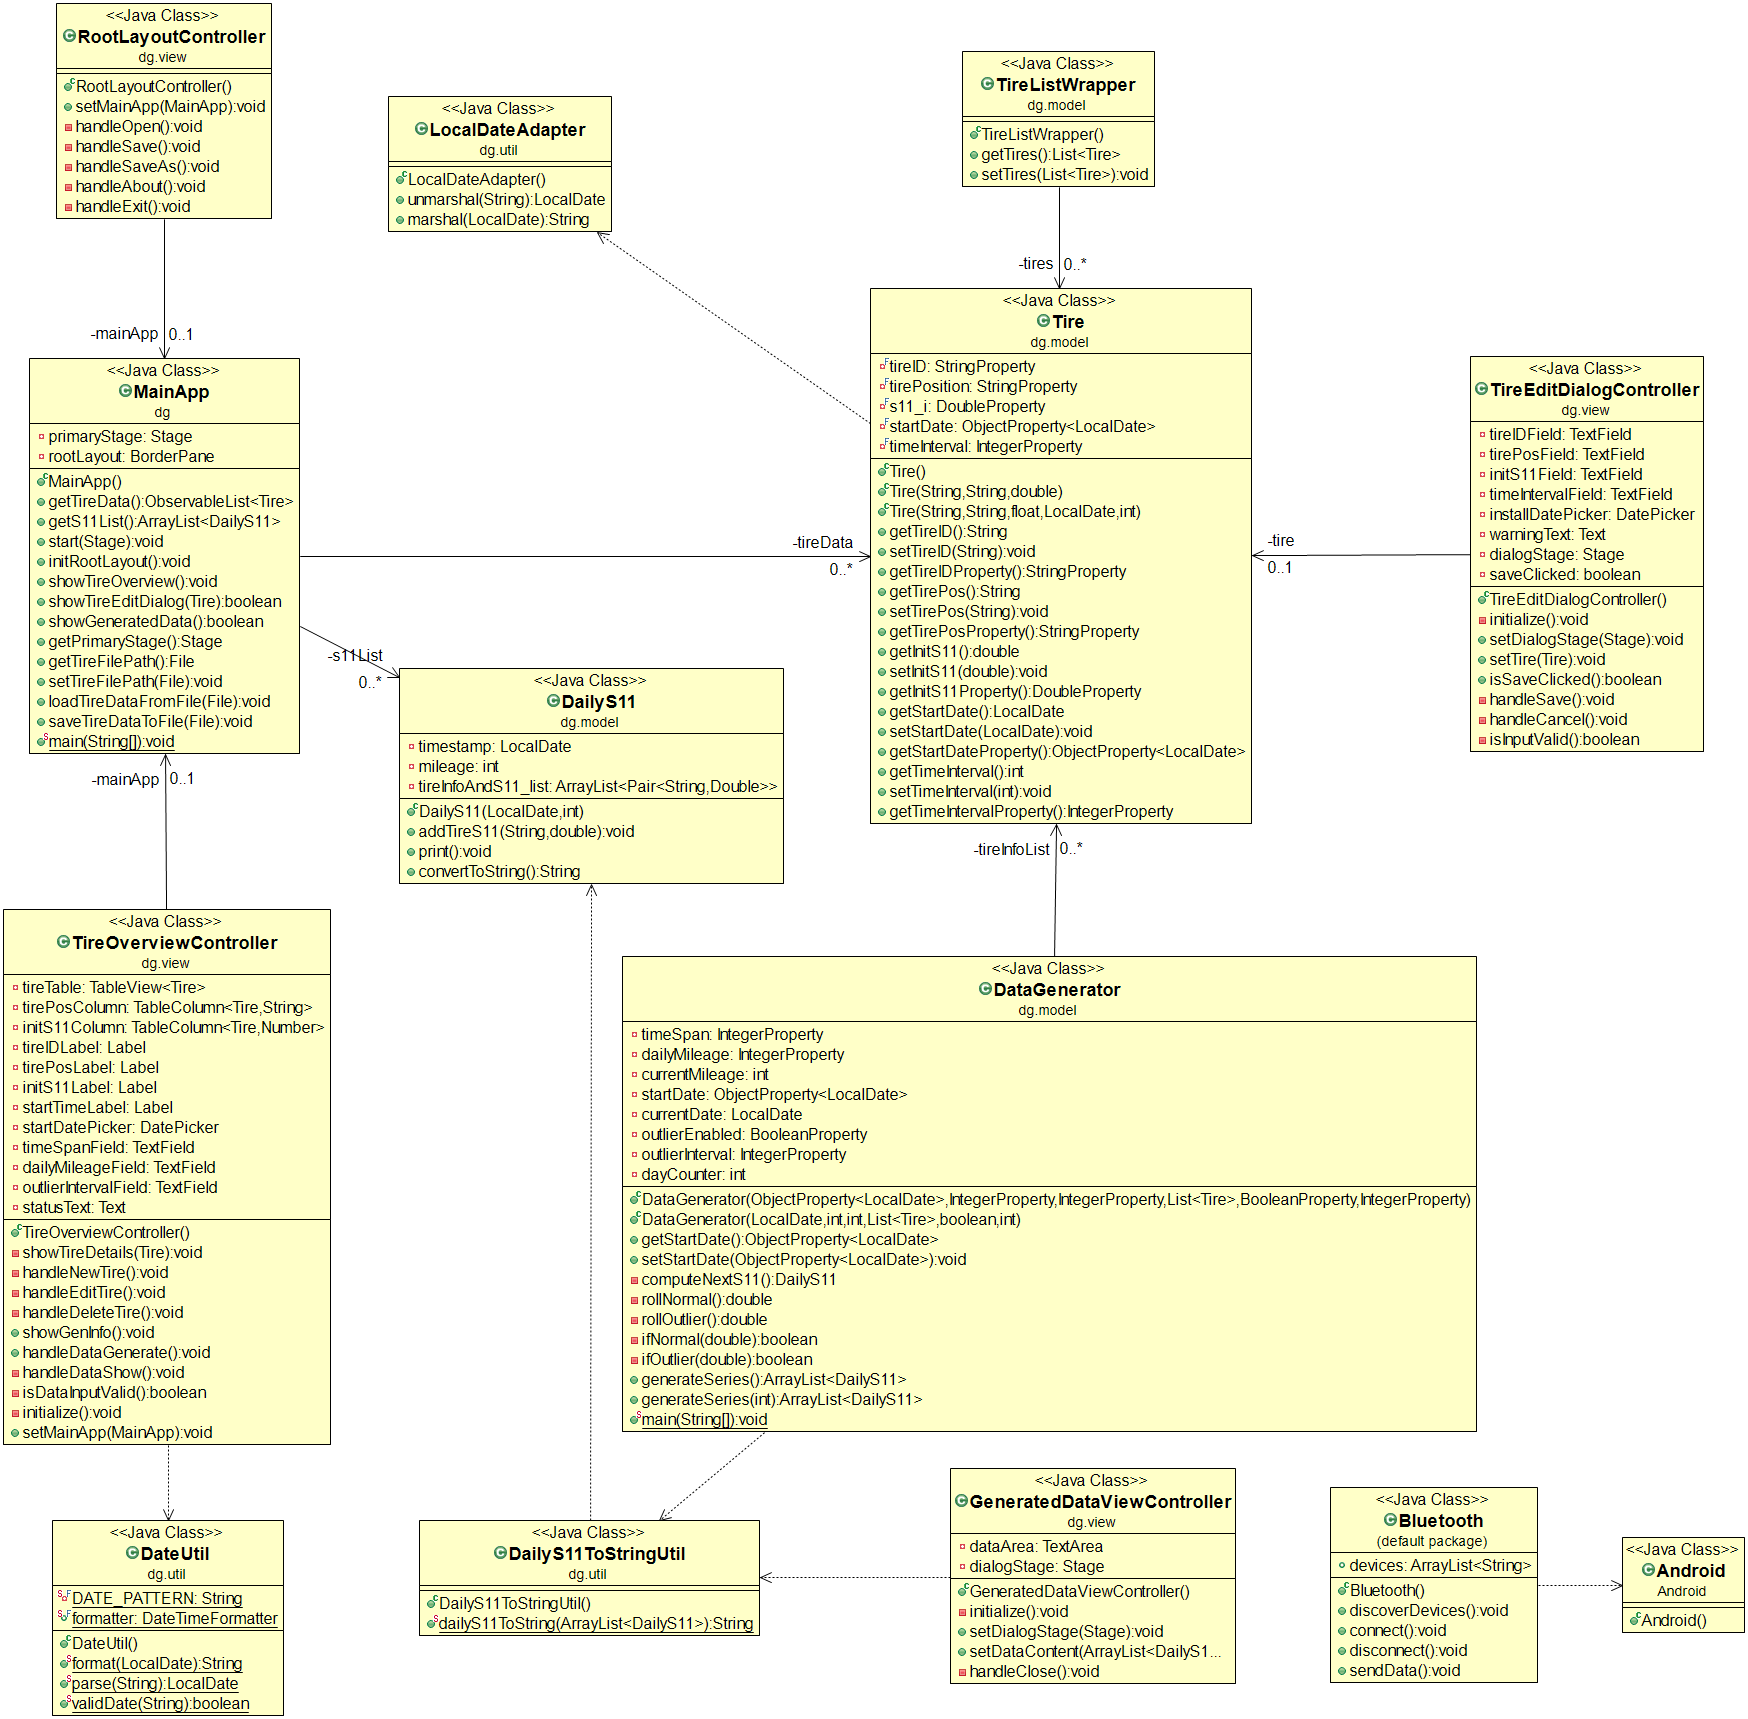 <<Java Class>>
RootLayoutController
dg.view
RootLayoutController()
setMainApp(MainApp):void
handleOpen():void
handleSave():void
handleSaveAs():void
handleAbout():void
handleExit():void
<<Java Class>>
LocalDateAdapter
dg.util
LocalDateAdapter()
unmarshal(String):LocalDate
marshal(LocalDate):String
<<Java Class>>
TireListWrapper
dg.model
TireListWrapper()
getTires():List<Tire>
setTires(List<Tire>):void
-tires 0..*
-mainApp 0..1
<<Java Class>>
MainApp
dg
primaryStage: Stage
rootLayout: BorderPane
MainApp()
getTireData():ObservableList<Tire>
getS11List():ArrayList<DailyS11>
start(Stage):void
initRootLayout():void
showTireOverview():void
showTireEditDialog(Tire):boolean
showGeneratedData():boolean
getPrimaryStage():Stage
getTireFilePath():File
setTireFilePath(File):void
loadTireDataFromFile(File):void
saveTireDataToFile(File):void
main(String[]):void
-tireData
0..*
-s11List
0..*
<<Java Class>>
Tire
dg.model
tireID: StringProperty
tirePosition: StringProperty
s11_i: DoubleProperty
startDate: ObjectProperty<LocalDate>
timeInterval: IntegerProperty
Tire()
Tire(String,String,double)
Tire(String,String,float,LocalDate,int)
getTireID():String
setTireID(String):void
getTireIDProperty():StringProperty
getTirePos():String
setTirePos(String):void
getTirePosProperty():StringProperty
getInitS11():double
setInitS11(double):void
getInitS11Property():DoubleProperty
getStartDate():LocalDate
setStartDate(LocalDate):void
getStartDateProperty():ObjectProperty<LocalDate>
getTimeInterval():int
setTimeInterval(int):void
getTimeIntervalProperty():IntegerProperty
-tire
0..1
<<Java Class>>
TireEditDialogController
dg.view
tireIDField: TextField
tirePosField: TextField
initS11Field: TextField
timeIntervalField: TextField
installDatePicker: DatePicker
warningText: Text
dialogStage: Stage
saveClicked: boolean
TireEditDialogController()
initialize():void
setDialogStage(Stage):void
setTire(Tire):void
isSaveClicked():boolean
handleSave():void
handleCancel():void
isInputValid():boolean
<<Java Class>>
DailyS11
dg.model
timestamp: LocalDate
mileage: int
tireInfoAndS11_list: ArrayList<Pair<String,Double>>
DailyS11(LocalDate,int)
addTireS11(String,double):void
print():void
convertToString():String
-mainApp 0..1
-tireInfoList 0..*
<<Java Class>>
TireOverviewController
dg.view
tireTable: TableView<Tire>
tirePosColumn: TableColumn<Tire,String>
initS11Column: TableColumn<Tire,Number>
tireIDLabel: Label
tirePosLabel: Label
initS11Label: Label
startTimeLabel: Label
startDatePicker: DatePicker
timeSpanField: TextField
dailyMileageField: TextField
outlierIntervalField: TextField
statusText: Text
TireOverviewController()
showTireDetails(Tire):void
handleNewTire():void
handleEditTire():void
handleDeleteTire():void
showGenInfo():void
handleDataGenerate():void
handleDataShow():void
isDataInputValid():boolean
initialize():void
setMainApp(MainApp):void
<<Java Class>>
DataGenerator
dg.model
timeSpan: IntegerProperty
dailyMileage: IntegerProperty
currentMileage: int
startDate: ObjectProperty<LocalDate>
currentDate: LocalDate
outlierEnabled: BooleanProperty
outlierInterval: IntegerProperty
dayCounter: int
DataGenerator(ObjectProperty<LocalDate>,IntegerProperty,IntegerProperty,List<Tire>,BooleanProperty,IntegerProperty)
DataGenerator(LocalDate,int,int,List<Tire>,boolean,int)
getStartDate():ObjectProperty<LocalDate>
setStartDate(ObjectProperty<LocalDate>):void
computeNextS11():DailyS11
rollNormal():double
rollOutlier():double
ifNormal(double):boolean
ifOutlier(double):boolean
generateSeries():ArrayList<DailyS11>
generateSeries(int):ArrayList<DailyS11>
main(String[]):void
<<Java Class>>
DateUtil
dg.util
DATE_PATTERN: String
formatter: DateTimeFormatter
DateUtil()
format(LocalDate):String
parse(String):LocalDate
validDate(String):boolean
<<Java Class>>
DailyS11ToStringUtil
dg.util
DailyS11ToStringUtil()
dailyS11ToString(ArrayList<DailyS11>):String
<<Java Class>>
GeneratedDataViewController
dg.view
dataArea: TextArea
dialogStage: Stage
GeneratedDataViewController()
initialize():void
setDialogStage(Stage):void
setDataContent(ArrayList<DailyS1...
handleClose():void
<<Java Class>>
Bluetooth
(default package)
devices: ArrayList<String>
Bluetooth()
discoverDevices():void
connect():void
disconnect():void
sendData():void
<<Java Class>>
Android
Android
Android()